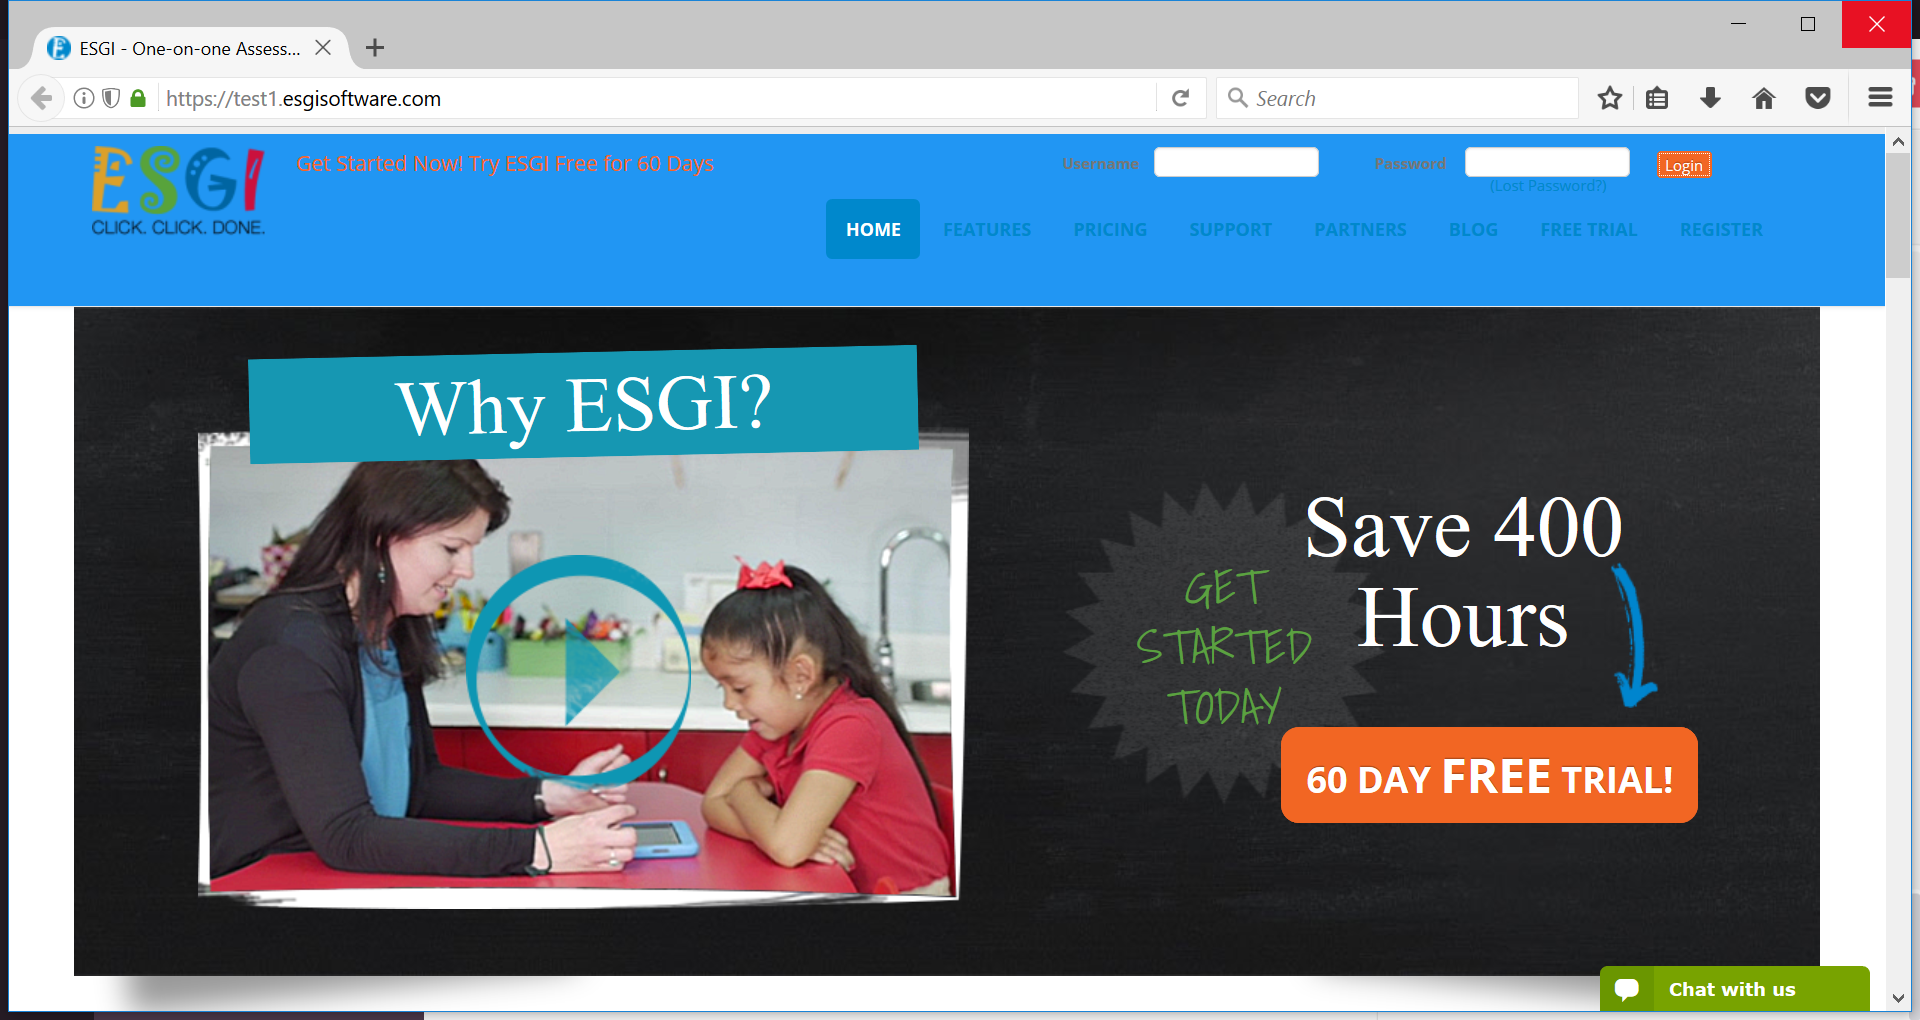 ESGI - One-on-one Assess...
https://test1.esgisoftware.com
Search
ESGI
CLICK. CLICK. DONE.
Get Started Now! Try ESGI Free for 60 Days
Username
Password
Login
(Lost Password?)
HOME FEATURES PRICING SUPPORT PARTNERS BLOG FREE TRIAL REGISTER
Why ESGI?
Save 400
Hours
GET
STARTED
TODAY
60 DAY FREE TRIAL!
Chat with us